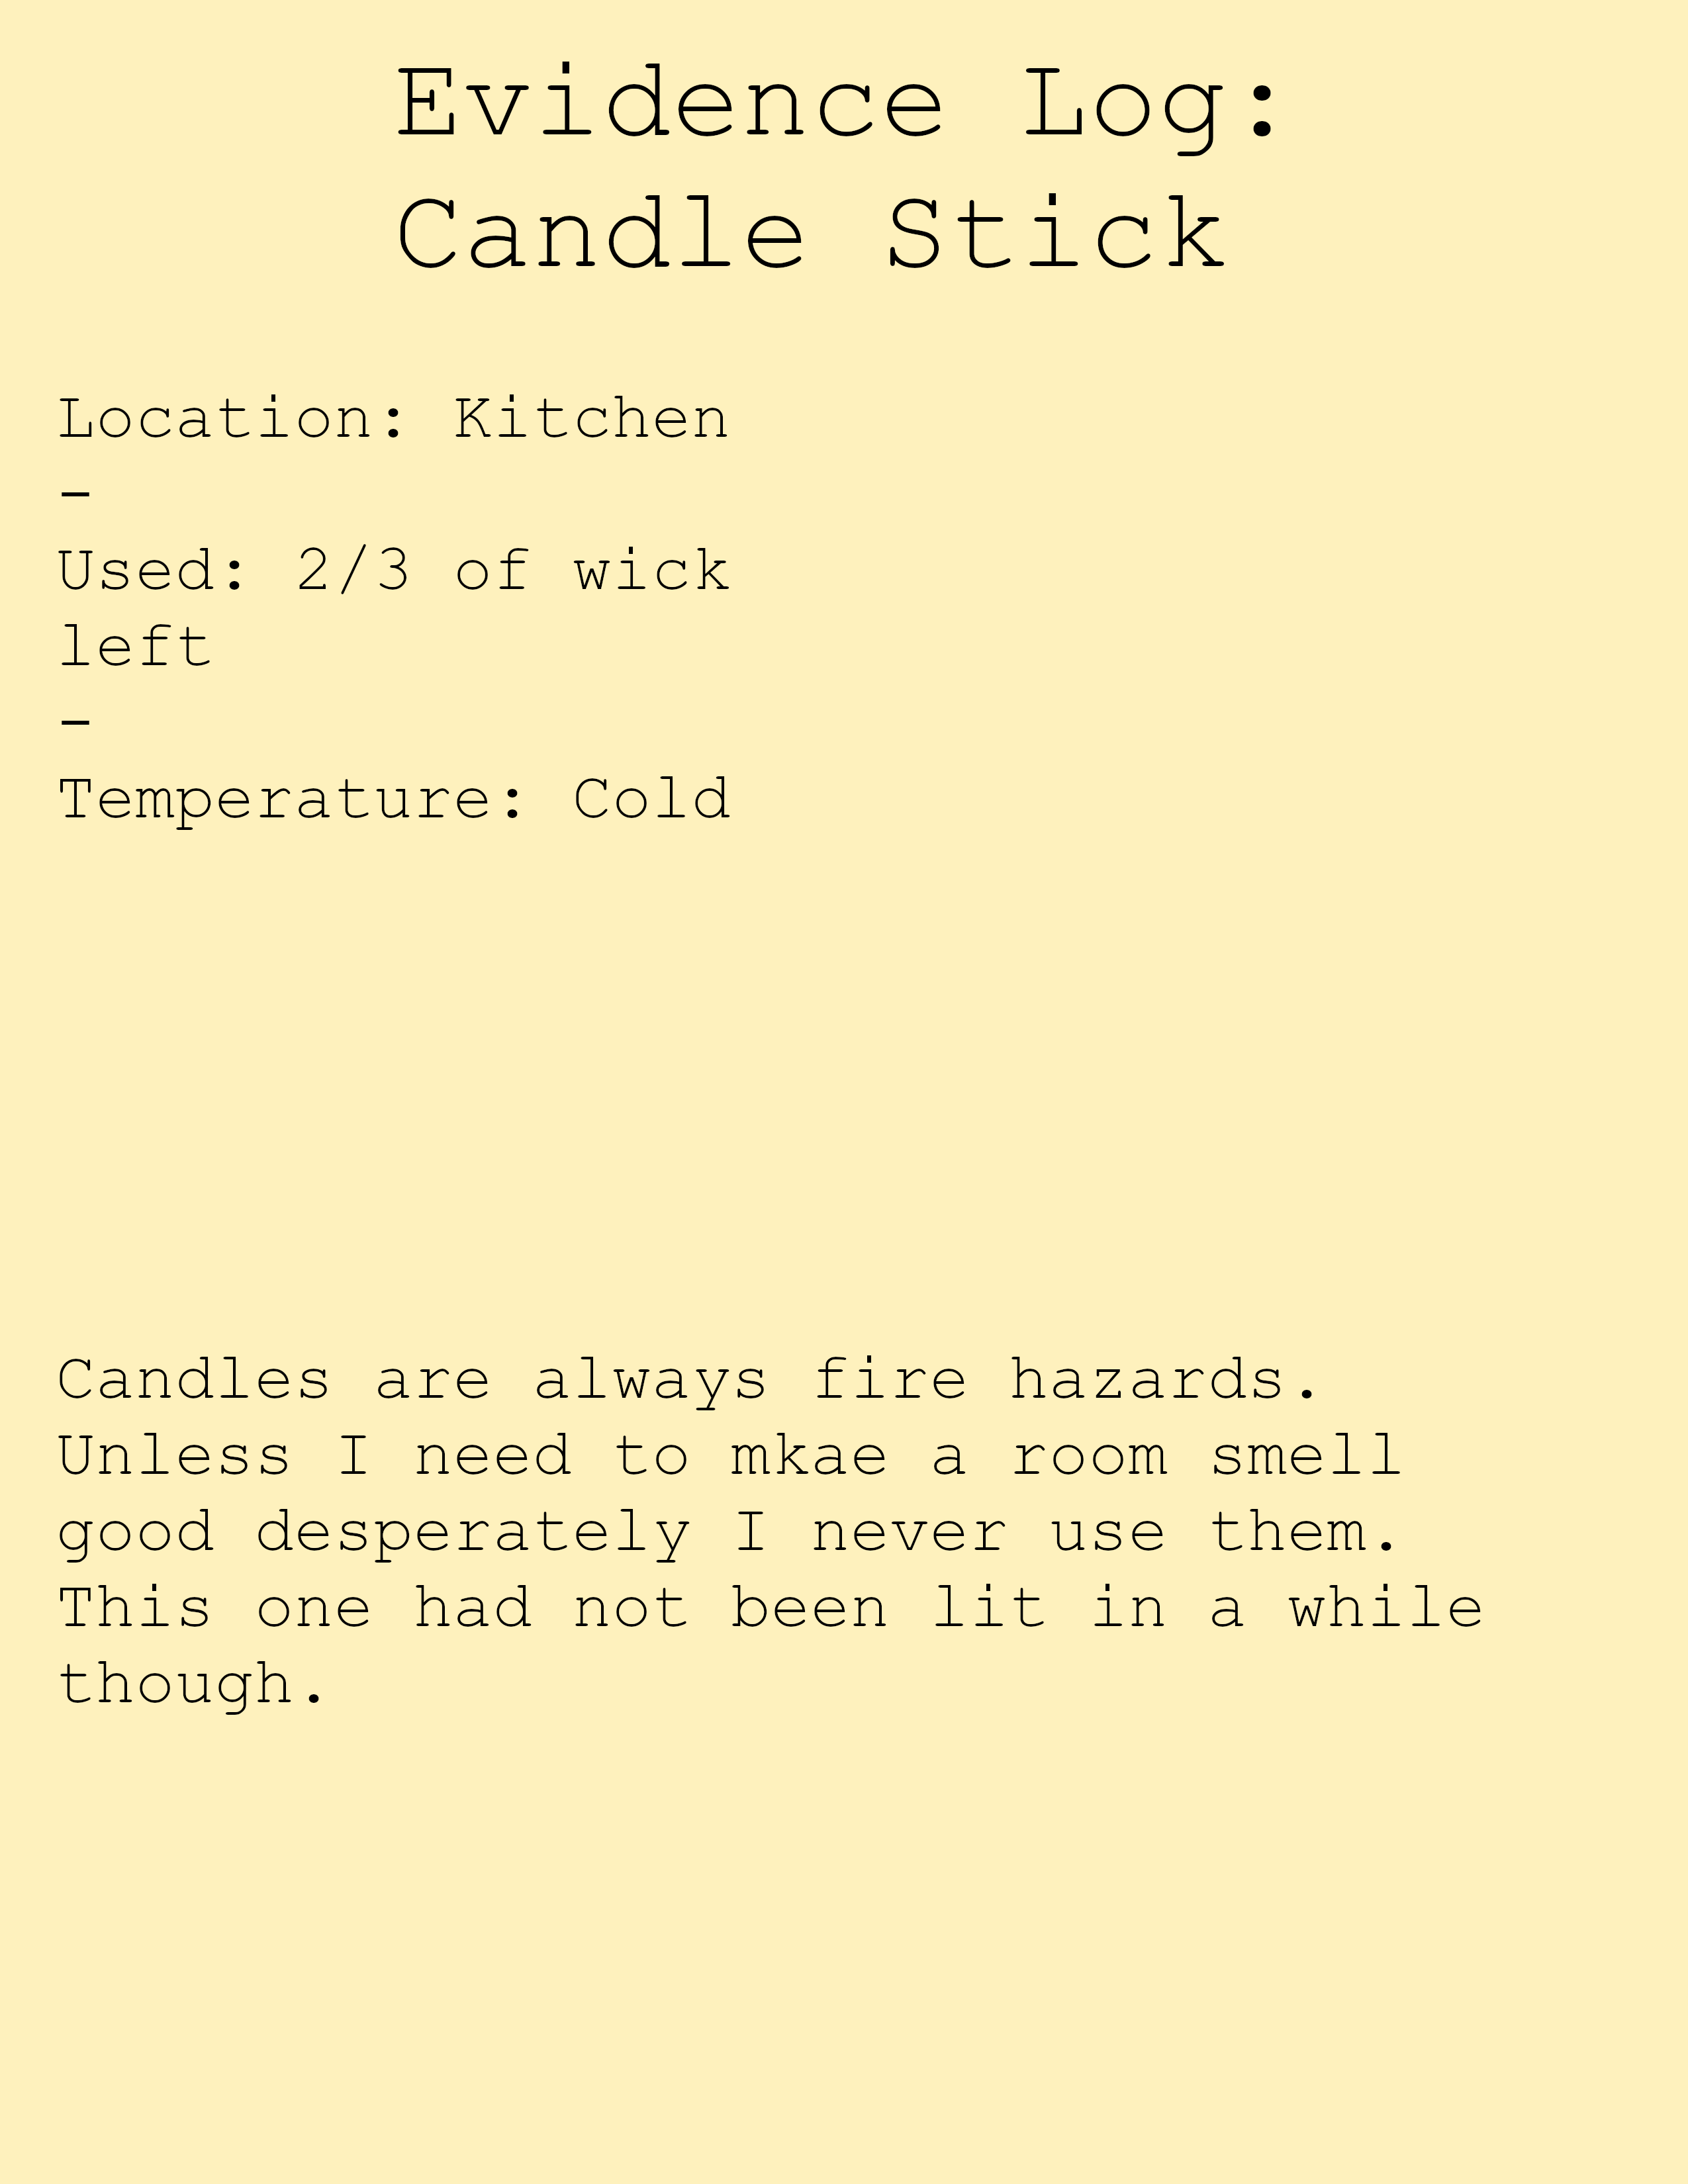 Evidence Log:
Candle Stick
Location: Kitchen
-
Used: 2/3 of wick
left
-
Temperature: Cold
Candles are always fire hazards.
Unless I need to mkae a room smell
good desperately I never use them.
This one had not been lit in a while
though.